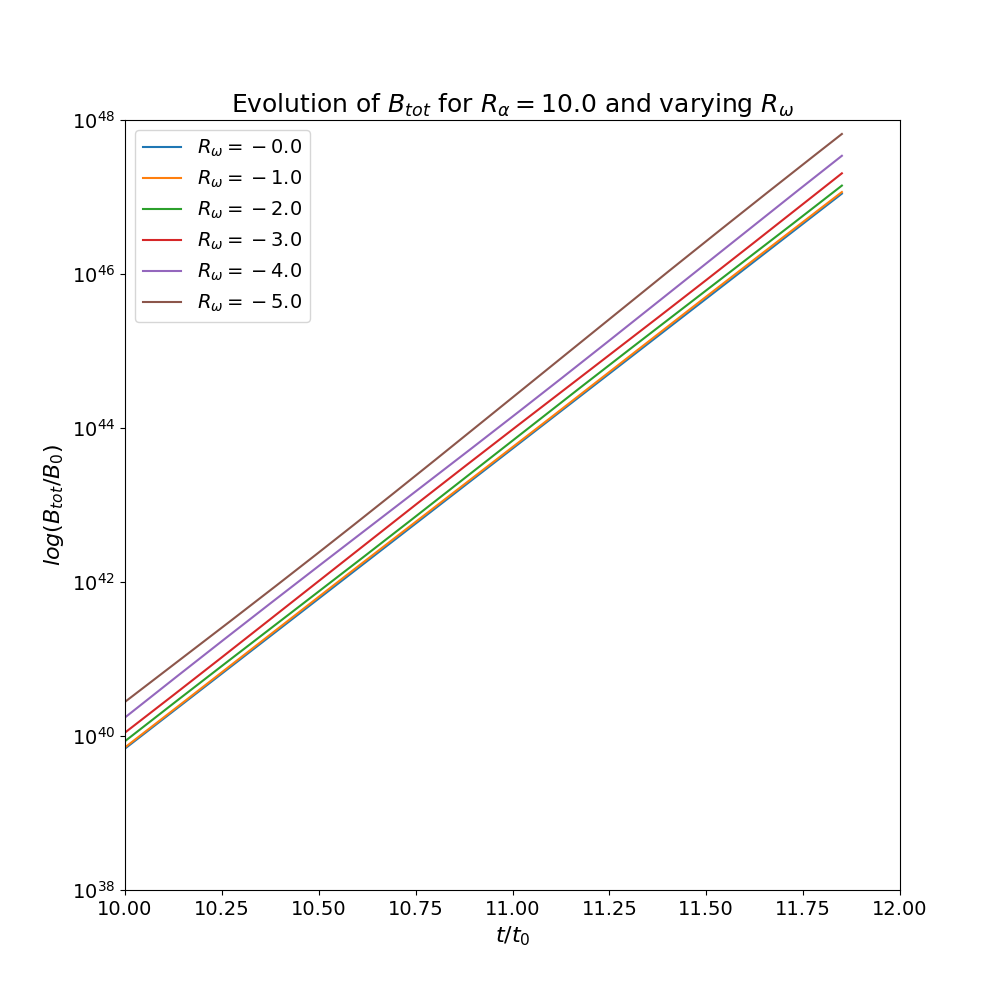 Evolution of $B_{tot}$ for $R_{\alpha} = 10.0$ and varying $R_{\omega}$
$10^{48}$
$10^{46}$
$10^{44}$
$10^{42}$
$10^{40}$
$10^{38}$
$log(B_{tot}/B_0)$
$R_{\omega} = -0.0$
$R_{\omega} = -1.0$
$R_{\omega} = -2.0$
$R_{\omega} = -3.0$
$R_{\omega} = -4.0$
$R_{\omega} = -5.0$
10.00 10.25 10.50 10.75 11.00 11.25 11.50 11.75 12.00
$t/t_0$